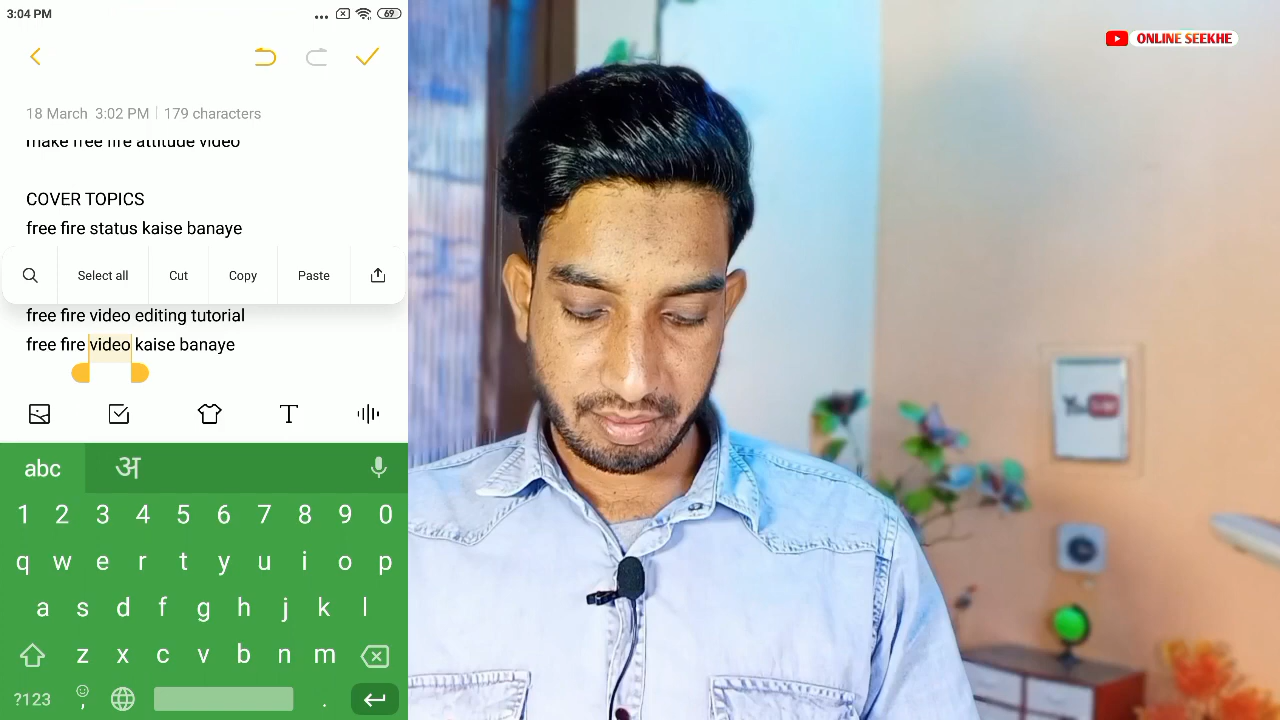 3:04 PM
69
18 March 3:02 PM | 179 characters
make free fire attitude video
COVER TOPICS
free fire status kaise banaye
Select all
Cut
Copy
Paste
free fire video editing tutorial
free fire video kaise banaye
T
abc
अ
1 2 3 4 5 6 7 8 9 0
q w e r t y u i o p
a s d f g h j k l
z x c v b n m
?123
,
.
ONLINE SEEKHE
You